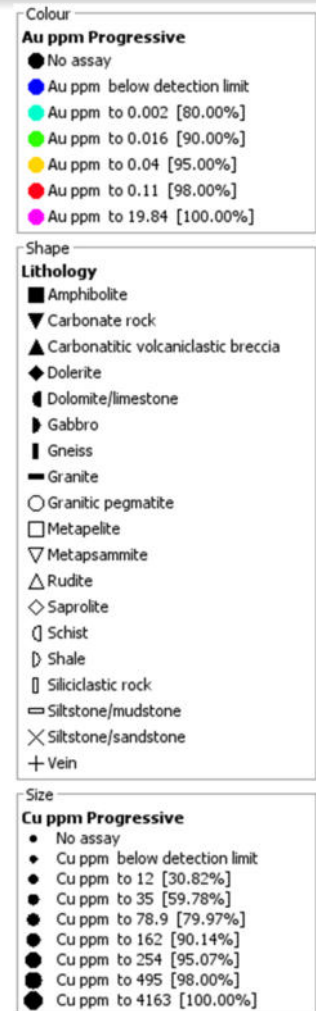 Colour
Au ppm Progressive
No assay
Au ppm below detection limit
Au ppm to 0.002 [80.00%]
Au ppm to 0.016 [90.00%]
Au ppm to 0.04 [95.00%]
Au ppm to 0.11 [98.00%]
Au ppm to 19.84 [100.00%]
Shape
Lithology
Amphibolite
Carbonate rock
Carbonatitic volcaniclastic breccia
Dolerite
Dolomite/limestone
Gabbro
Gneiss
Granite
Granitic pegmatite
Metapelite
Metapsammite
Rudite
Saprolite
Schist
Shale
Siliciclastic rock
Siltstone/mudstone
Siltstone/sandstone
Vein
Size
Cu ppm Progressive
No assay
Cu ppm below detection limit
Cu ppm to 12 [30.82%]
Cu ppm to 35 [59.78%]
Cu ppm to 78.9 [79.97%]
Cu ppm to 162 [90.14%]
Cu ppm to 254 [95.07%]
Cu ppm to 495 [98.00%]
Cu ppm to 4163 [100.00%]